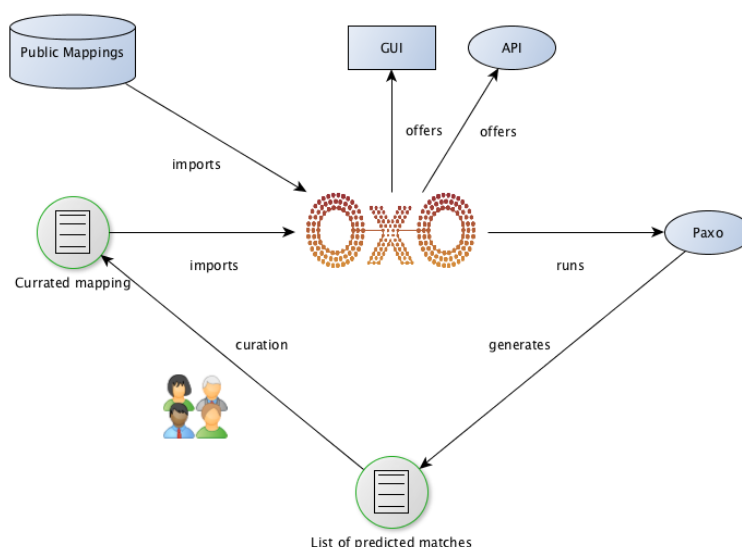 Public Mappings
GUI
API
offers
offers
imports
OXO
imports
runs
Paxo
Currated mapping
curation
generates
List of predicted matches